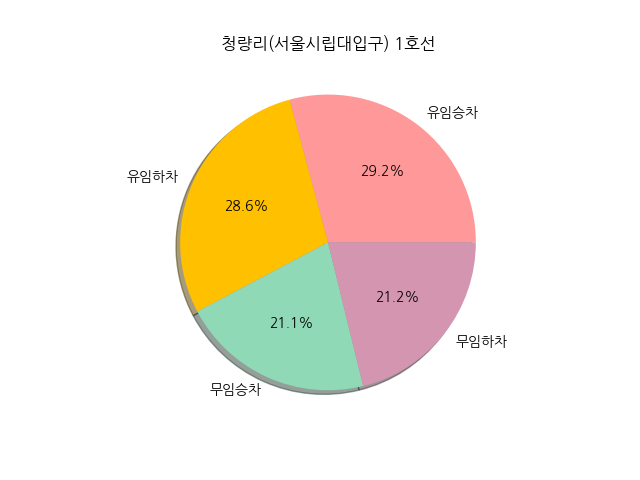 청량리(서울시립대입구) 1호선
유임승차
29.2%
유임하차
28.6%
21.1%
무임승차
21.2%
무임하차